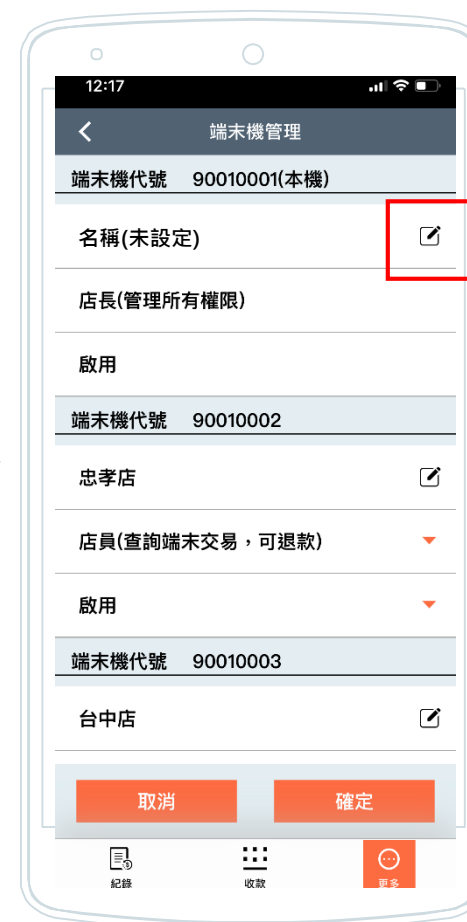 12:17
端末機管理
端末機代號 90010001(本機)
名稱(未設定)
店長(管理所有權限)
啟用
端末機代號 90010002
忠孝店
店員(查詢端末交易，可退款)
啟用
端末機代號 90010003
台中店
取消 確定
紀錄 收款 更多